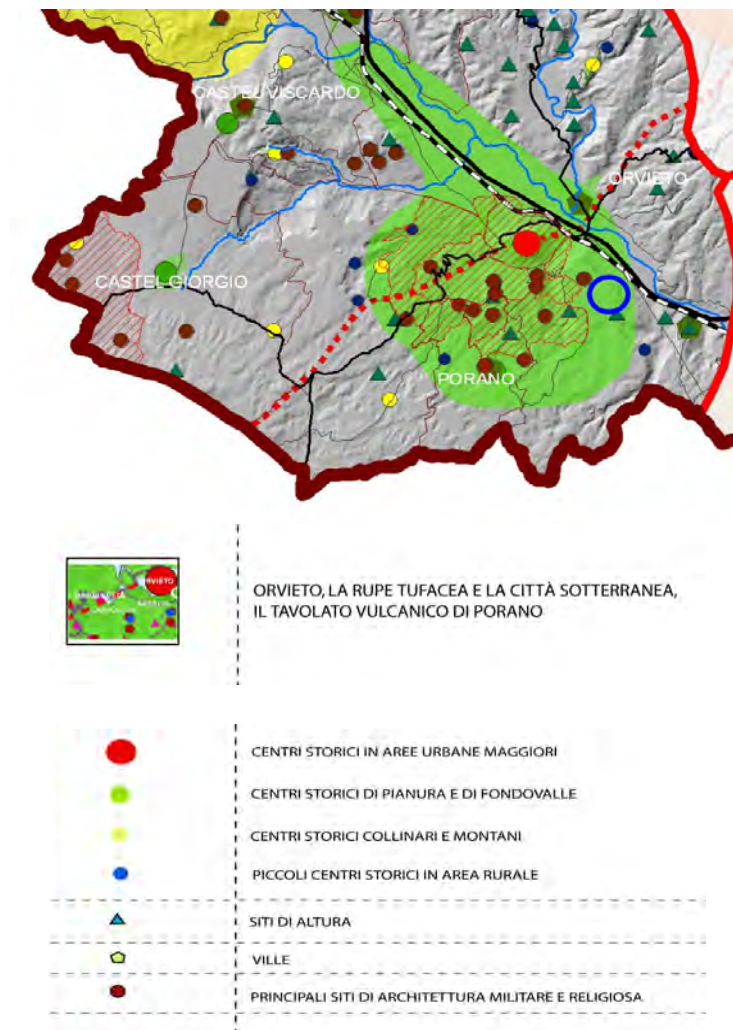 CASTEL VISCARDO
ORVIETO
CASTEL GIORGIO
PORANO
ORVIETO, LA RUPE TUFACEA E LA CITTÀ SOTTERRANEA,
IL TAVOLATO VULCANICO DI PORANO
CENTRI STORICI IN AREE URBANE MAGGIORI
CENTRI STORICI DI PIANURA E DI FONDOVALLE
CENTRI STORICI COLLINARI E MONTANI
PICCOLI CENTRI STORICI IN AREA RURALE
SITI DI ALTURA
VILLE
PRINCIPALI SITI DI ARCHITETTURA MILITARE E RELIGIOSA